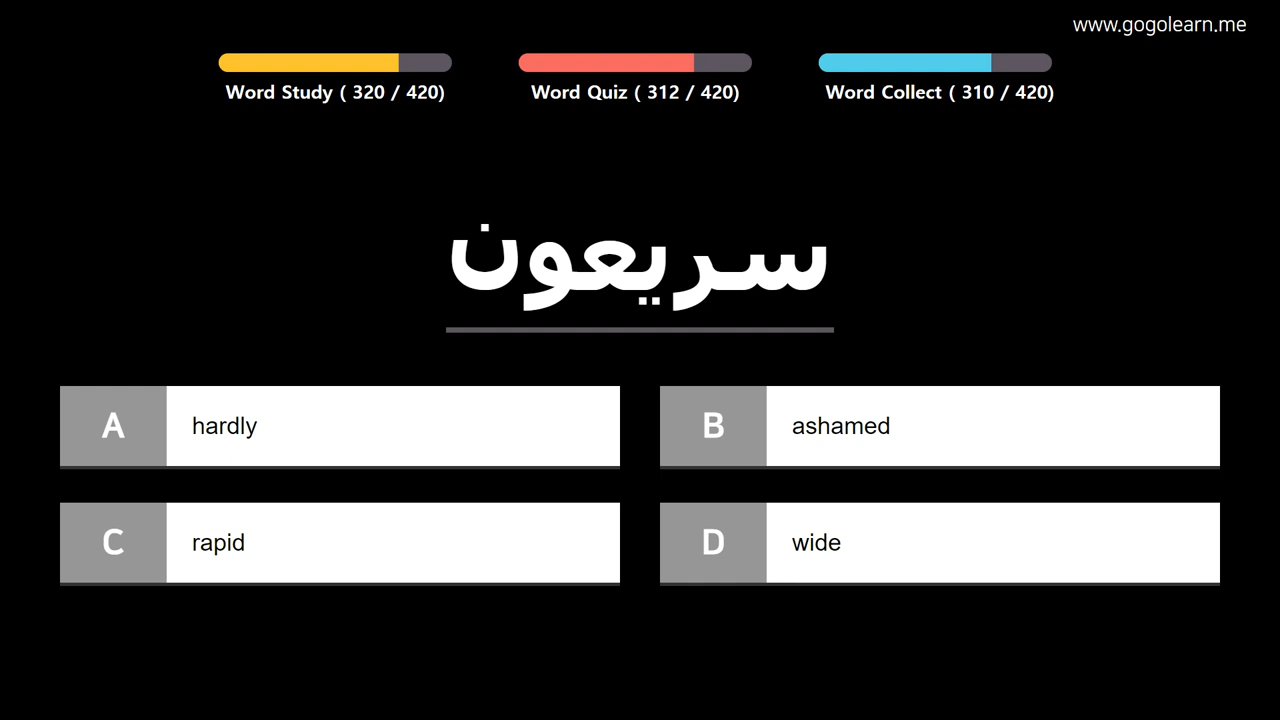 www.gogolearn.me
Word Study ( 320 / 420)
Word Quiz ( 312 / 420)
Word Collect ( 310 / 420)
سريعون
A hardly
B ashamed
C rapid
D wide